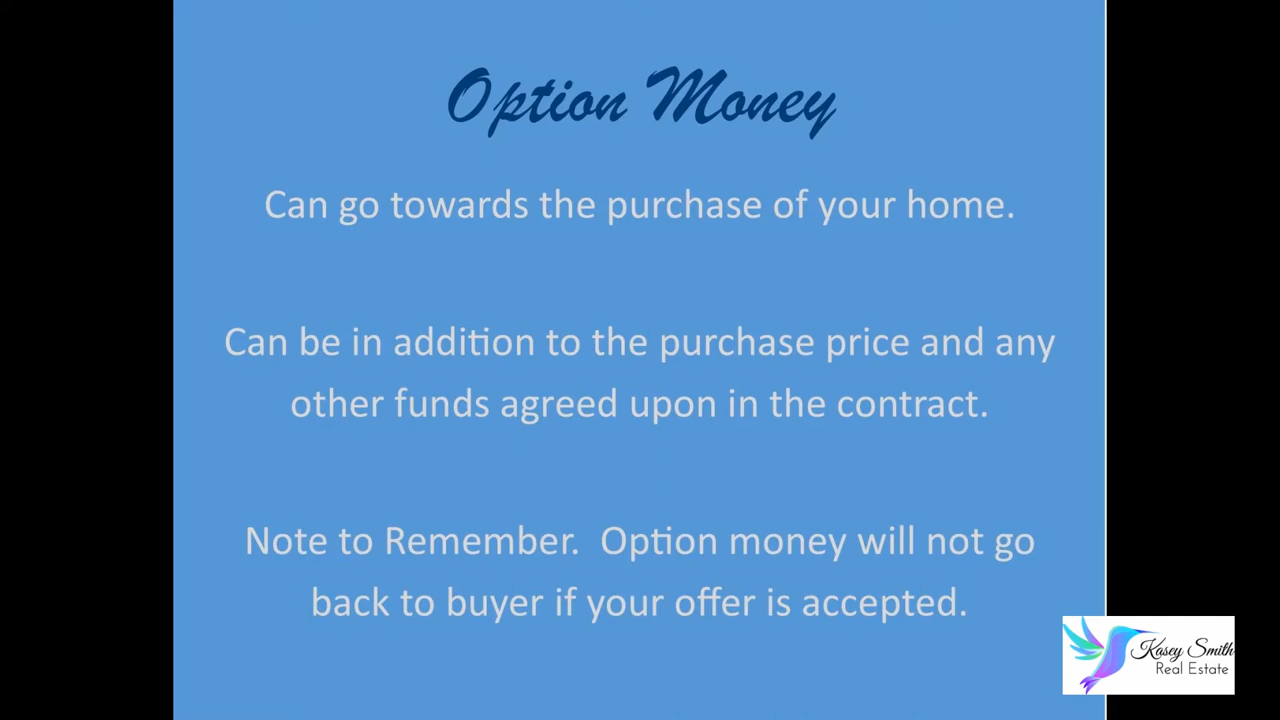 Option Money
Can go towards the purchase of your home.
Can be in addition to the purchase price and any
other funds agreed upon in the contract.
Note to Remember.  Option money will not go
back to buyer if your offer is accepted.
Kasey Smith
Real Estate